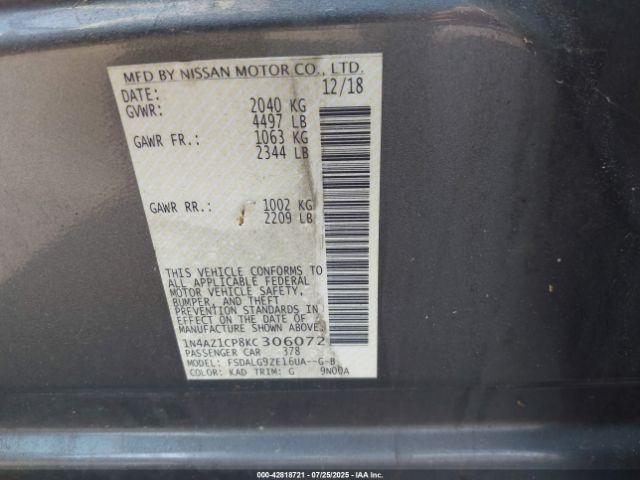 MFD BY NISSAN MOTOR CO., LTD.
DATE: 12/18
GVWR: 2040 KG
4497 LB
GAWR FR.: 1063 KG
2344 LB
GAWR RR.: 1002 KG
2209 LB
THIS VEHICLE CONFORMS TO
ALL APPLICABLE FEDERAL
MOTOR VEHICLE SAFETY,
BUMPER, AND THEFT
PREVENTION STANDARDS
IN EFFECT ON THE DATE OF
MANUFACTURE SHOWN ABOVE.
1N4AZ1CP8KC306072
PASSENGER CAR 378
MODEL: FSDALG9ZE16UA--G-B
COLOR: KAD TRIM: G 9N00A
000-42818721 - 07/25/2025 - IAA Inc.